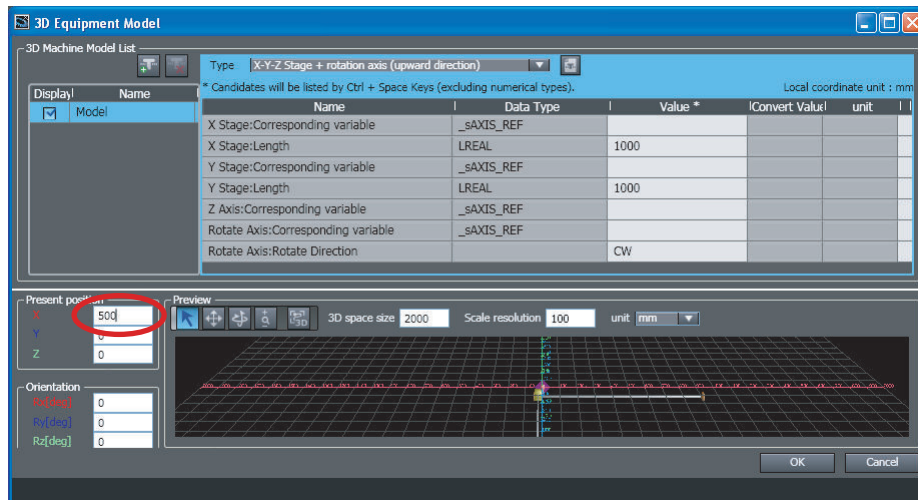 3D Equipment Model
3D Machine Model List
Type X-Y-Z Stage + rotation axis (upward direction)
* Candidates will be listed by Ctrl + Space Keys (excluding numerical types). Local coordinate unit : mm
Display Name
Model
Name Data Type Value * Convert Value unit
X Stage:Corresponding variable _sAXIS_REF
X Stage:Length LREAL 1000
Y Stage:Corresponding variable _sAXIS_REF
Y Stage:Length LREAL 1000
Z Axis:Corresponding variable _sAXIS_REF
Rotate Axis:Corresponding variable _sAXIS_REF
Rotate Axis:Rotate Direction CW
Present position
X 500
Y 0
Z 0
Preview
3D
3D space size 2000 Scale resolution 100 unit mm
Orientation
Rx[deg] 0
Ry[deg] 0
Rz[deg] 0
OK Cancel